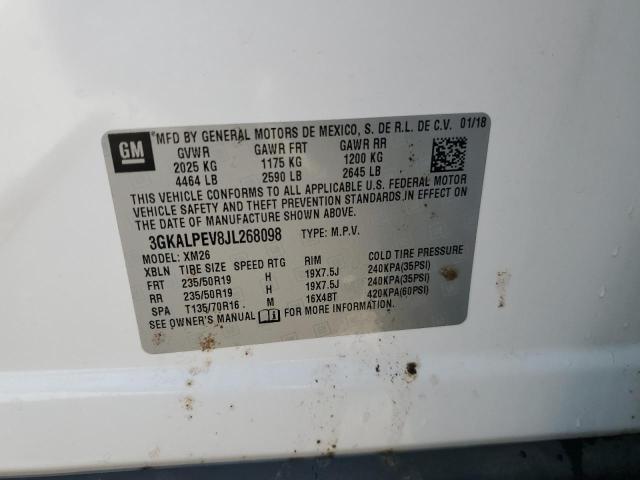 GM
*MFD BY GENERAL MOTORS DE MEXICO, S. DE R.L. DE C.V. 01/18
GVWR GAWR FRT GAWR RR
2025 KG 1175 KG 1200 KG
4464 LB 2590 LB 2645 LB
THIS VEHICLE CONFORMS TO ALL APPLICABLE U.S. FEDERAL MOTOR
VEHICLE SAFETY AND THEFT PREVENTION STANDARDS IN EFFECT ON
THE DATE OF MANUFACTURE SHOWN ABOVE.
3GKALPEV8JL268098 TYPE: M.P.V.
MODEL: XM26
XBLN TIRE SIZE SPEED RTG RIM COLD TIRE PRESSURE
FRT 235/50R19 H 19X7.5J 240KPA(35PSI)
RR 235/50R19 H 19X7.5J 240KPA(35PSI)
SPA T135/70R16 M 16X4BT 420KPA(60PSI)
SEE OWNER'S MANUAL FOR MORE INFORMATION.